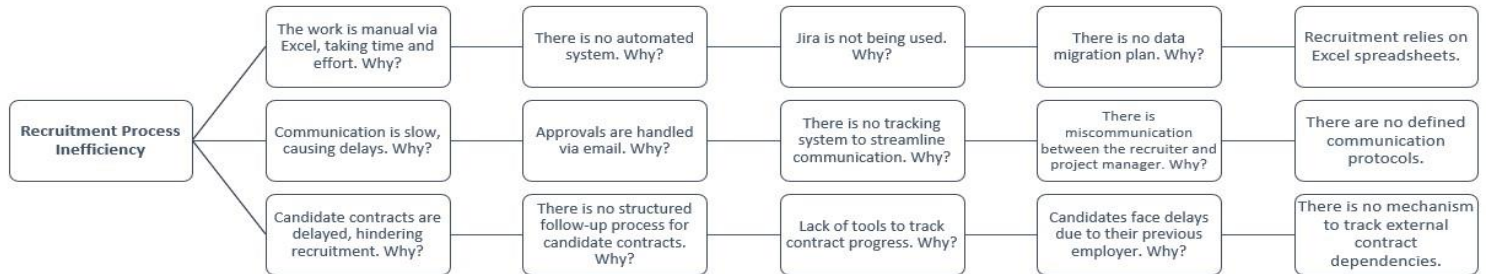 Recruitment Process
Inefficiency
The work is manual via
Excel, taking time and
effort. Why?
There is no automated
system. Why?
Jira is not being used.
Why?
There is no data
migration plan. Why?
Recruitment relies on
Excel spreadsheets.
Communication is slow,
causing delays. Why?
Approvals are handled
via email. Why?
There is no tracking
system to streamline
communication. Why?
There is
miscommunication
between the recruiter and
project manager. Why?
There are no defined
communication
protocols.
Candidate contracts are
delayed, hindering
recruitment. Why?
There is no structured
follow-up process for
candidate contracts.
Why?
Lack of tools to track
contract progress. Why?
Candidates face delays
due to their previous
employer. Why?
There is no mechanism
to track external
contract
dependencies.